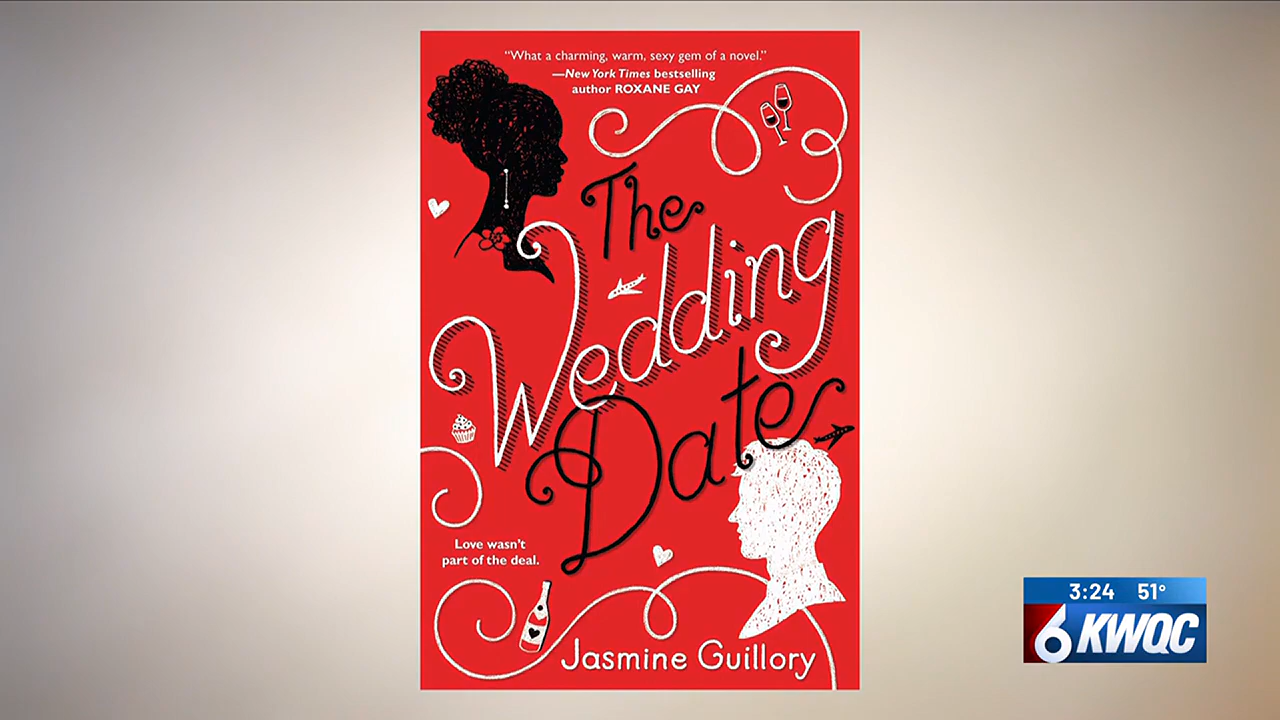 “What a charming, warm, sexy gem of a novel.”
—New York Times bestselling
author ROXANE GAY
The
Wedding
Date
Love wasn’t
part of the deal.
Jasmine Guillory
3:24 51°
6 KWQC